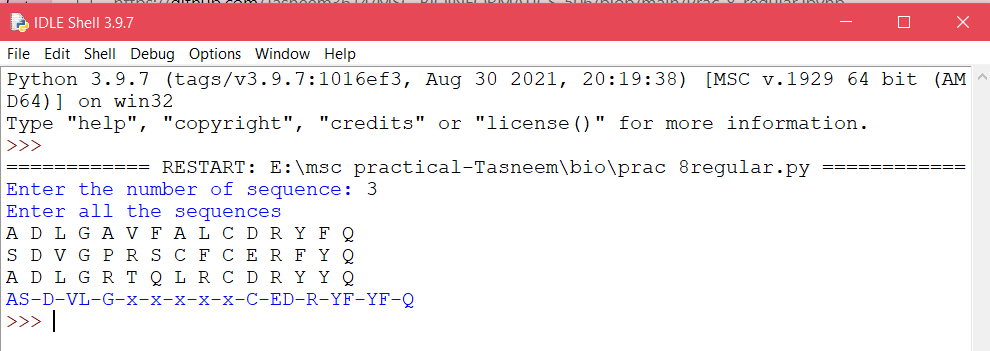 IDLE Shell 3.9.7
File Edit Shell Debug Options Window Help
Python 3.9.7 (tags/v3.9.7:1016ef3, Aug 30 2021, 20:19:38) [MSC v.1929 64 bit (AM
D64)] on win32
Type "help", "copyright", "credits" or "license()" for more information.
>>>
============ RESTART: E:\msc practical-Tasneem\bio\prac 8regular.py ============
Enter the number of sequence: 3
Enter all the sequences
A D L G A V F A L C D R Y F Q
S D V G P R S C F C E R F Y Q
A D L G R T Q L R C D R Y Y Q
AS-D-VL-G-x-x-x-x-x-C-ED-R-YF-YF-Q
>>>